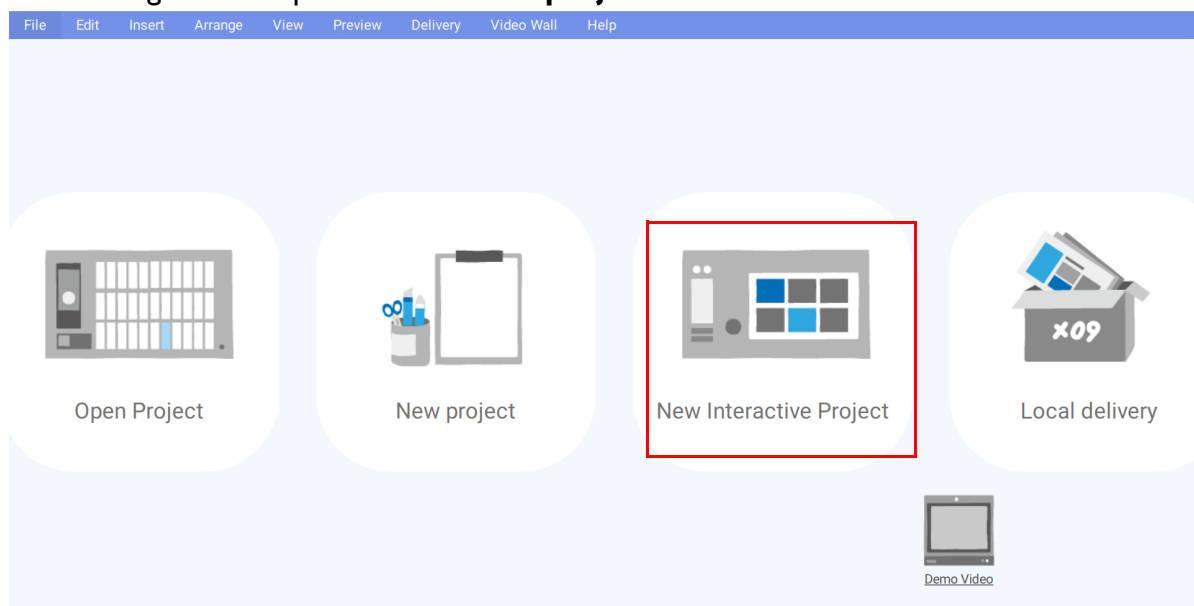 File Edit Insert Arrange View Preview Delivery Video Wall Help
x09
Open Project New project New Interactive Project Local delivery
Demo Video